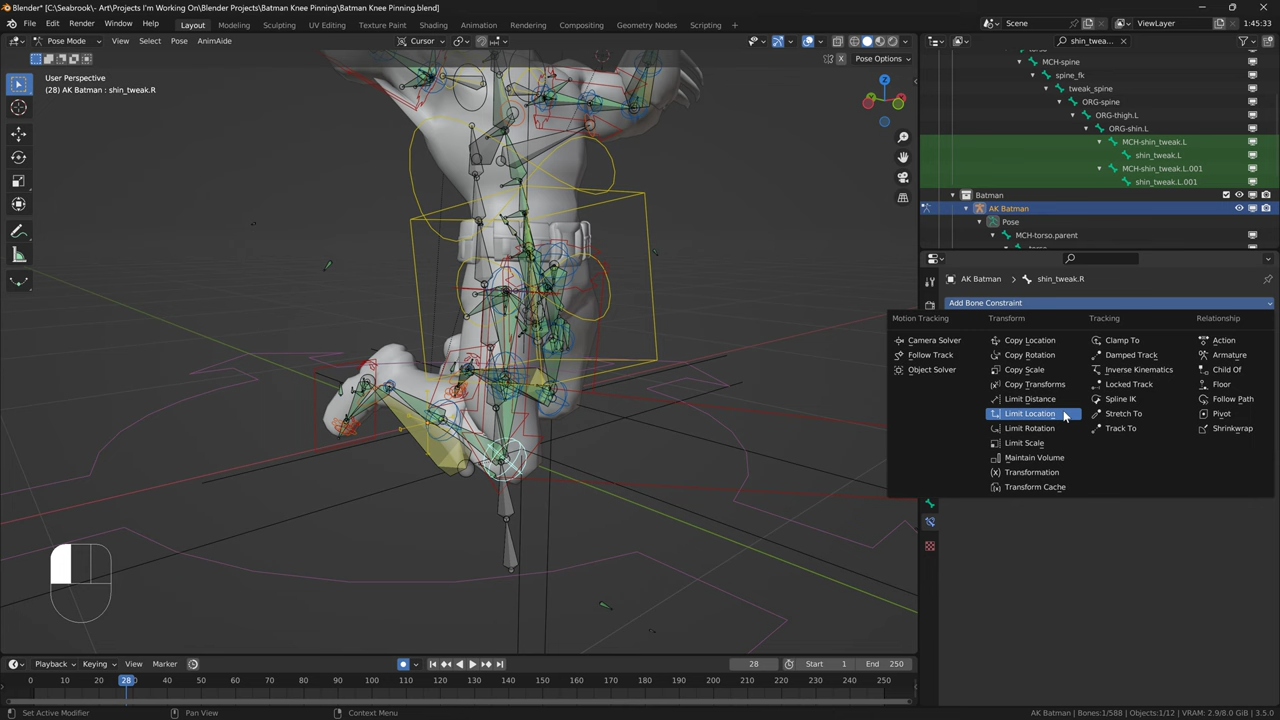 Blender* [C:\Seabrook\- Art\Projects I'm Working On\Blender Projects\Batman Knee Pinning\Batman Knee Pinning.blend]
File Edit Render Window Help Layout Modeling Sculpting UV Editing Texture Paint Shading Animation Rendering Compositing Geometry Nodes Scripting + Scene ViewLayer 1:45:33
Pose Mode View Select Pose AnimAide Cursor shin_twea...
Pose Options
User Perspective
(28) AK Batman : shin_tweak.R
Z
MCH-spine
spine_fk
tweak_spine
ORG-spine
ORG-thigh.L
ORG-shin.L
MCH-shin_tweak.L
shin_tweak.L
MCH-shin_tweak.L.001
shin_tweak.L.001
Batman
AK Batman
Pose
MCH-torso.parent
AK Batman > shin_tweak.R
Add Bone Constraint
Motion Tracking Transform Tracking Relationship
Camera Solver Copy Location Clamp To Action
Follow Track Copy Rotation Damped Track Armature
Object Solver Copy Scale Inverse Kinematics Child Of
Copy Transforms Locked Track Floor
Limit Distance Spline IK Follow Path
Limit Location Stretch To Pivot
Limit Rotation Track To Shrinkwrap
Limit Scale
Maintain Volume
Transformation
Transform Cache
Playback Keying View Marker 28 Start 1 End 250
0 10 20 28 30 40 50 60 70 80 90 100 110 120 130 140 150 160 170 180 190 200 210 220 230 240 250
Set Active Modifier Pan View Context Menu AK Batman | Bones:1/588 | Objects:1/12 | VRAM: 2.9/8.0 GiB | 3.5.0